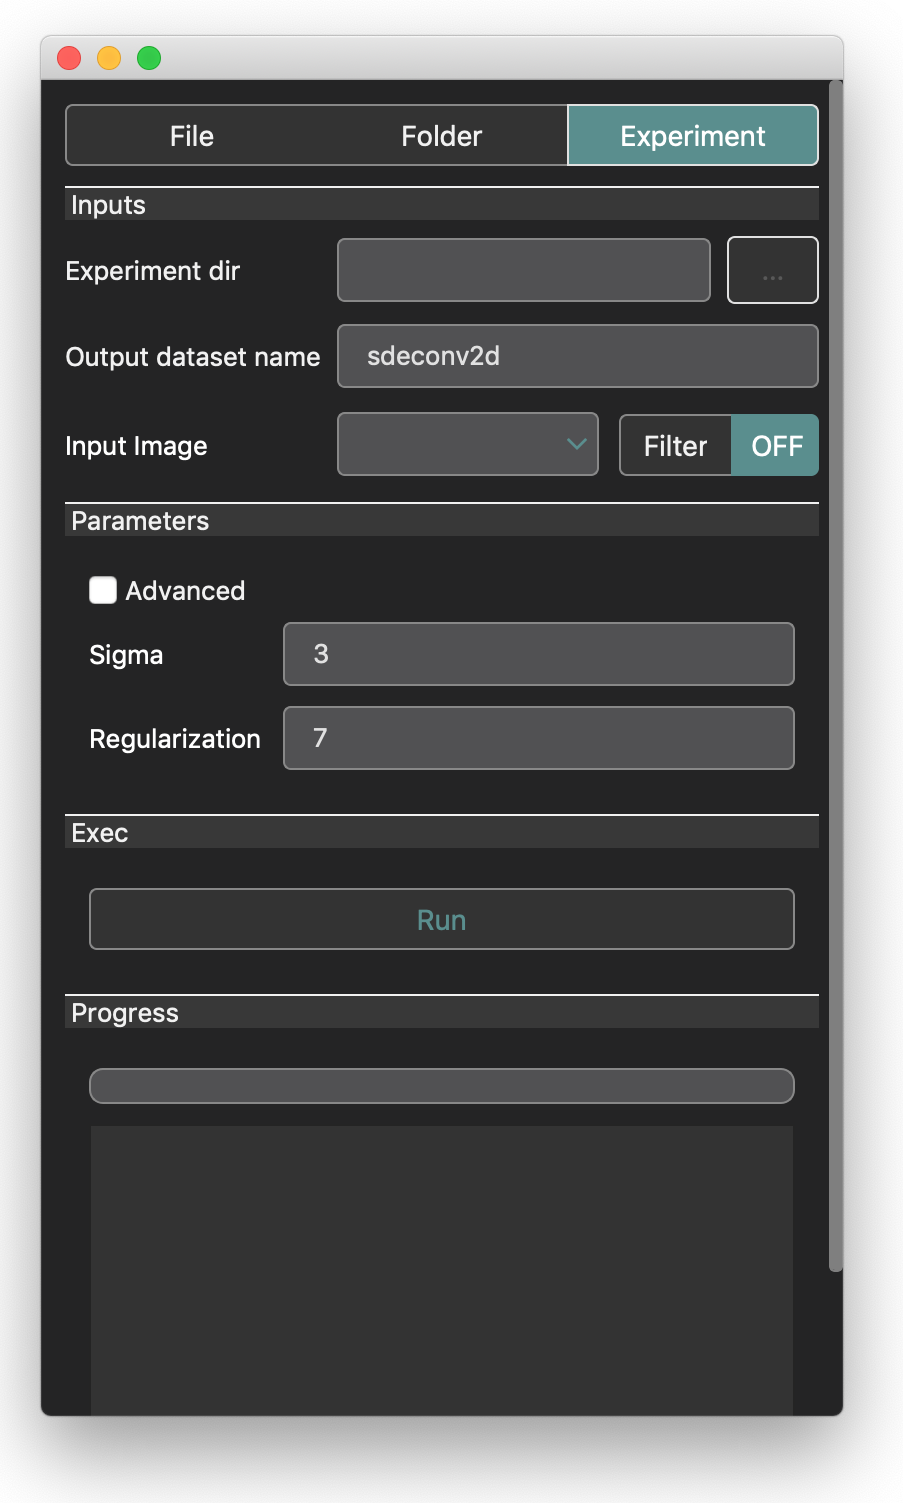 File Folder Experiment
Inputs
Experiment dir ...
Output dataset name sdeconv2d
Input Image Filter OFF
Parameters
Advanced
Sigma 3
Regularization 7
Exec
Run
Progress